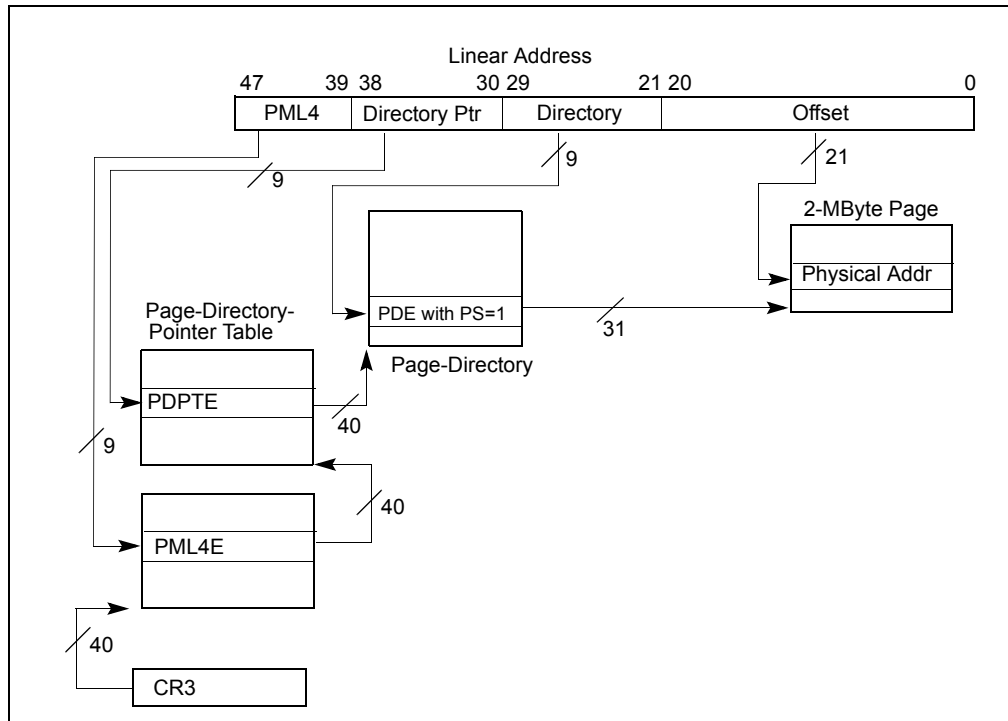 Linear Address
47 39 38 30 29 21 20 0
PML4 Directory Ptr Directory Offset
9 9 21
2-MByte Page
Physical Addr
PDE with PS=1
31
Page-Directory-
Pointer Table
Page-Directory
PDPTE
40
9
40
PML4E
40
CR3